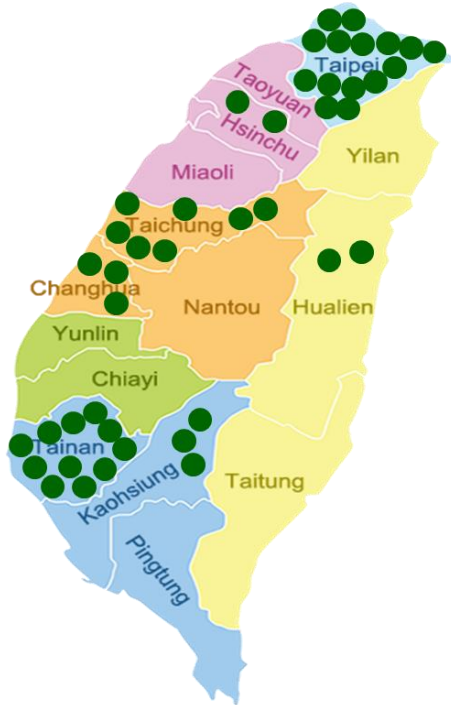 Taipei
Taoyuan
Hsinchu
Yilan
Miaoli
Taichung
Changhua
Nantou
Hualien
Yunlin
Chiayi
Tainan
Kaohsiung
Taitung
Pingtung